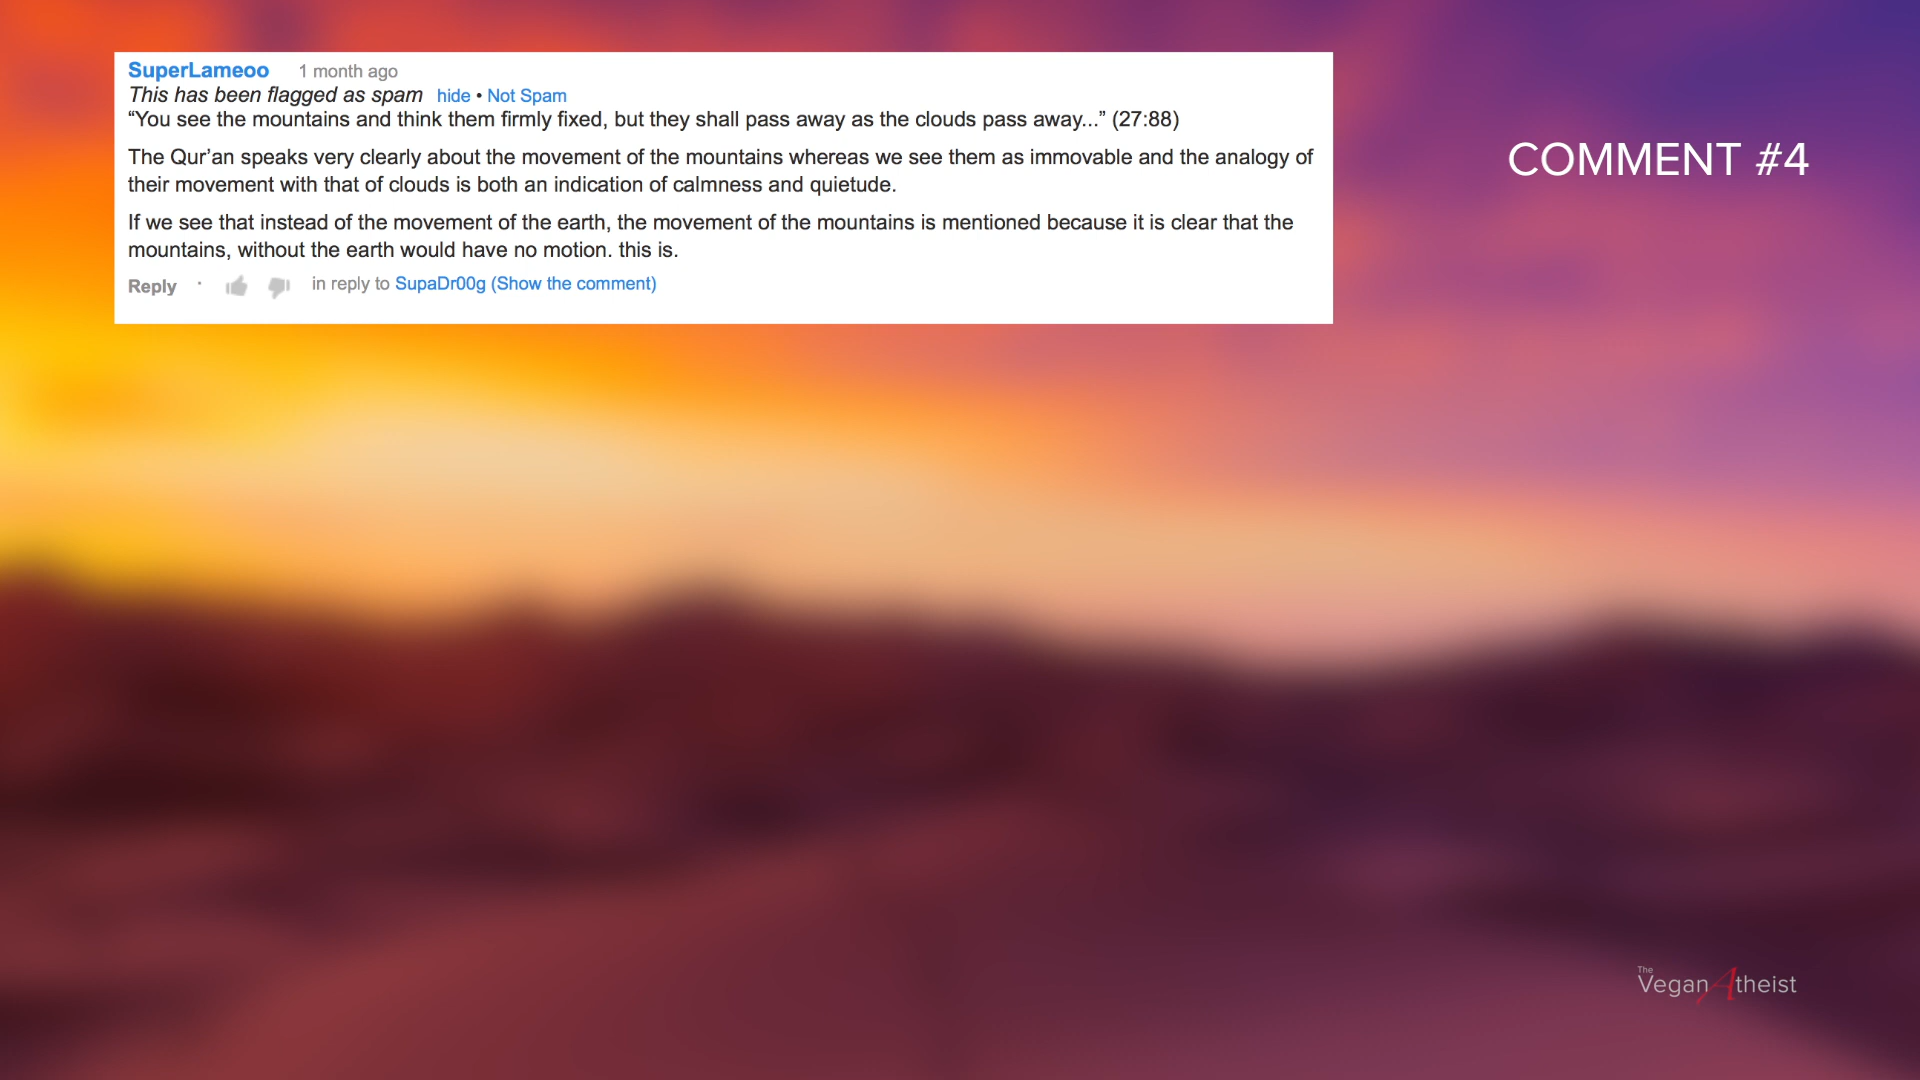 SuperLameoo 1 month ago
This has been flagged as spam hide • Not Spam
“You see the mountains and think them firmly fixed, but they shall pass away as the clouds pass away...” (27:88)
The Qur’an speaks very clearly about the movement of the mountains whereas we see them as immovable and the analogy of
their movement with that of clouds is both an indication of calmness and quietude.
If we see that instead of the movement of the earth, the movement of the mountains is mentioned because it is clear that the
mountains, without the earth would have no motion. this is.
Reply · in reply to SupaDr00g (Show the comment)
COMMENT #4
The
VeganAtheist